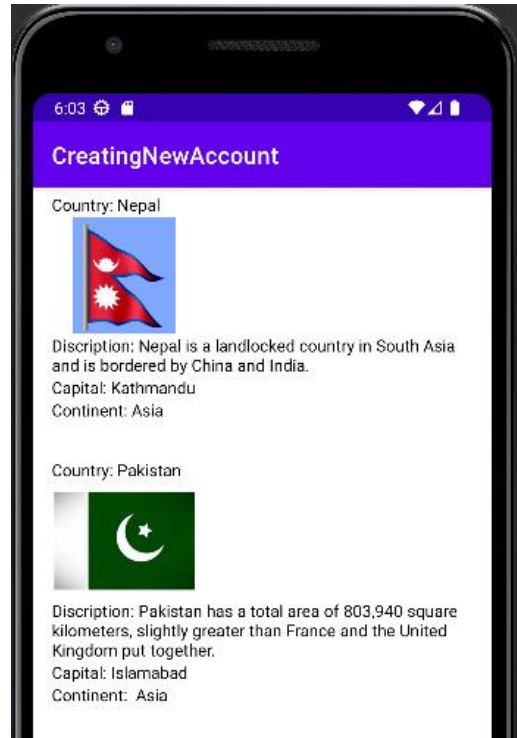 6:03
CreatingNewAccount
Country: Nepal
Discription: Nepal is a landlocked country in South Asia
and is bordered by China and India.
Capital: Kathmandu
Continent: Asia
Country: Pakistan
Discription: Pakistan has a total area of 803,940 square
kilometers, slightly greater than France and the United
Kingdom put together.
Capital: Islamabad
Continent:  Asia